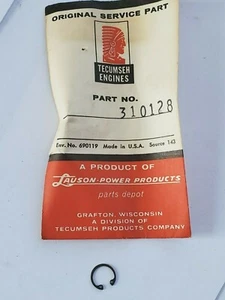 ORIGINAL SERVICE PART
TECUMSEH
ENGINES
PART NO.
310128
Env. No. 690119 Made in U.S.A. Source 143
A PRODUCT OF
LAUSON-POWER PRODUCTS
parts depot
GRAFTON, WISCONSIN
A DIVISION OF
TECUMSEH PRODUCTS COMPANY